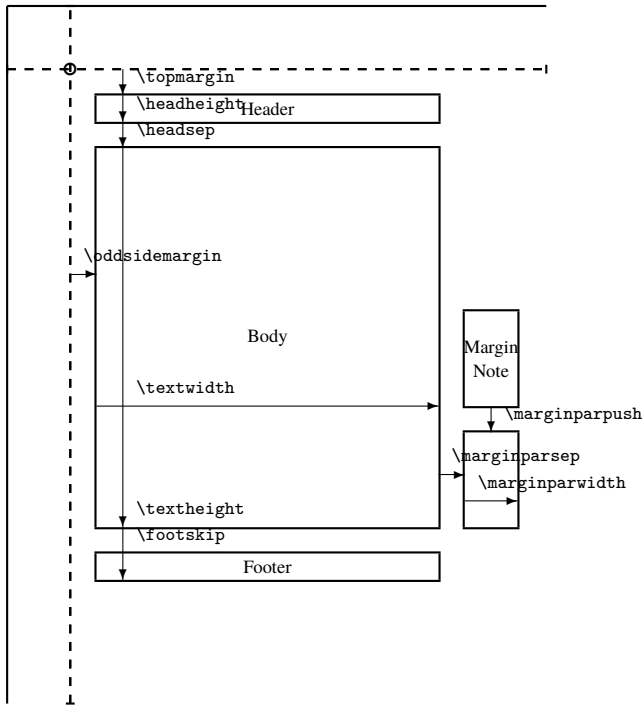 \topmargin
\headheight
Header
\headsep
\oddsidemargin
Body
Margin
Note
\textwidth
\marginparpush
\marginparsep
\marginparwidth
\textheight
\footskip
Footer